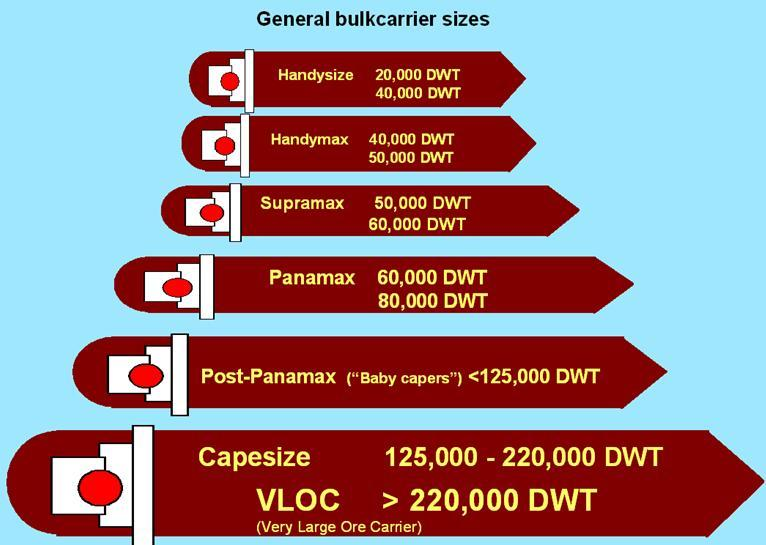 General bulkcarrier sizes
Handysize 20,000 DWT
40,000 DWT
Handymax 40,000 DWT
50,000 DWT
Supramax 50,000 DWT
60,000 DWT
Panamax 60,000 DWT
80,000 DWT
Post-Panamax (“Baby capers”) <125,000 DWT
Capesize 125,000 - 220,000 DWT
VLOC > 220,000 DWT
(Very Large Ore Carrier)